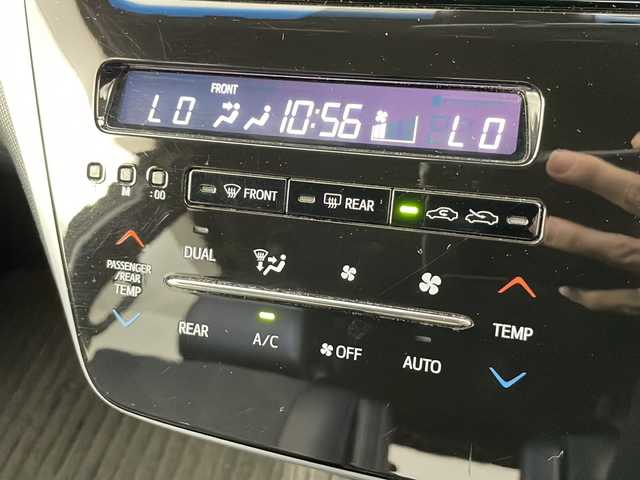 FRONT
LO 10:56 LO
H M :00
FRONT REAR
DUAL
PASSENGER
/REAR
TEMP
REAR A/C OFF AUTO TEMP